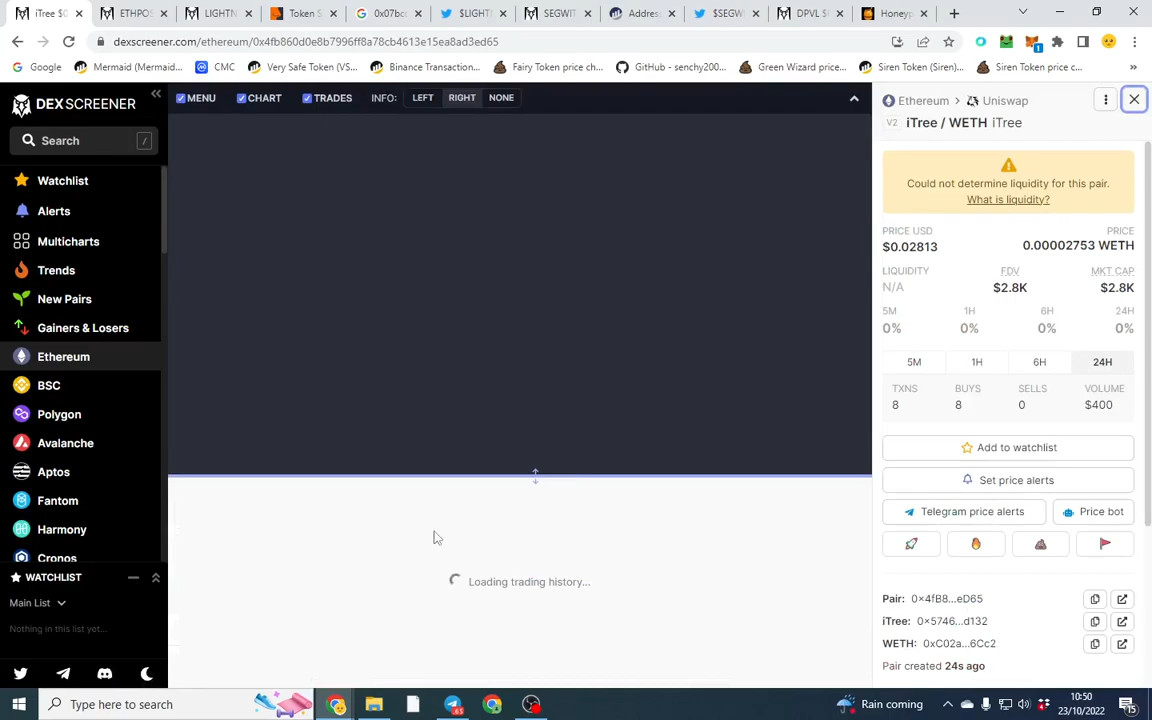 iTree $0
ETHPOS
LIGHTN
Token S
0x07bc
$LIGHT
SEGWIT
Addres
$SEGW
DPVL $
Honeyp
dexscreener.com/ethereum/0x4fb860d0e8b7996ff8a78cb4613e15ea8ad3ed65
Google
Mermaid (Mermaid...
CMC
Very Safe Token (VS...
Binance Transaction...
Fairy Token price ch...
GitHub - senchy200...
Green Wizard price...
Siren Token (Siren)...
Siren Token price c...
»
DEXSCREENER
Search
/
Watchlist
Alerts
Multicharts
Trends
New Pairs
Gainers & Losers
Ethereum
BSC
Polygon
Avalanche
Aptos
Fantom
Harmony
Cronos
WATCHLIST
Main List
Nothing in this list yet...
MENU
CHART
TRADES
INFO:
LEFT
RIGHT
NONE
Loading trading history...
Ethereum > Uniswap
V2 iTree / WETH iTree
Could not determine liquidity for this pair.
What is liquidity?
PRICE USD
PRICE
$0.02813
0.00002753 WETH
LIQUIDITY
FDV
MKT CAP
N/A
$2.8K
$2.8K
5M
1H
6H
24H
0%
0%
0%
0%
5M
1H
6H
24H
TXNS
BUYS
SELLS
VOLUME
8
8
0
$400
Add to watchlist
Set price alerts
Telegram price alerts
Price bot
Pair: 0×4fB8...eD65
iTree: 0×5746...d132
WETH: 0xC02a...6Cc2
Pair created 24s ago
Type here to search
Rain coming
10:50
23/10/2022